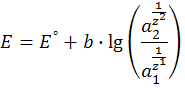 E = E° + b · lg ( a₂^(1/z²) / a₁^(1/z¹) )